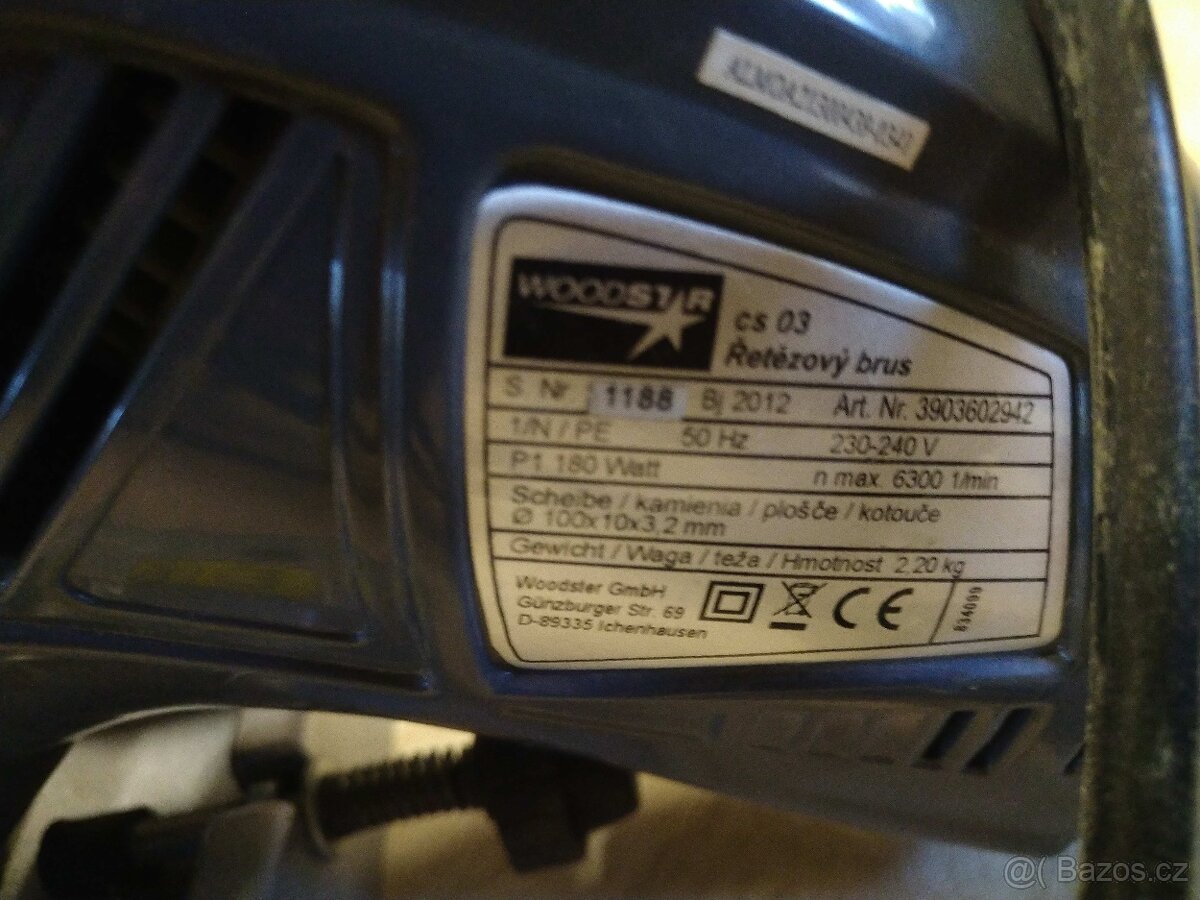 WOODSTAR
cs 03
Řetězový brus
S Nr 1188 Bj 2012 Art. Nr. 3903602942
1/N / PE 50 Hz 230-240 V
P1 180 Watt n max. 6300 1/min
Scheibe / kamienia / plošče / kotouče
Ø 100x10x3,2 mm
Gewicht / Waga / teža / Hmotnost 2.20 kg
Woodster GmbH
Günzburger Str. 69
D-89335 Ichenhausen
CE
834099
@( Bazos.cz